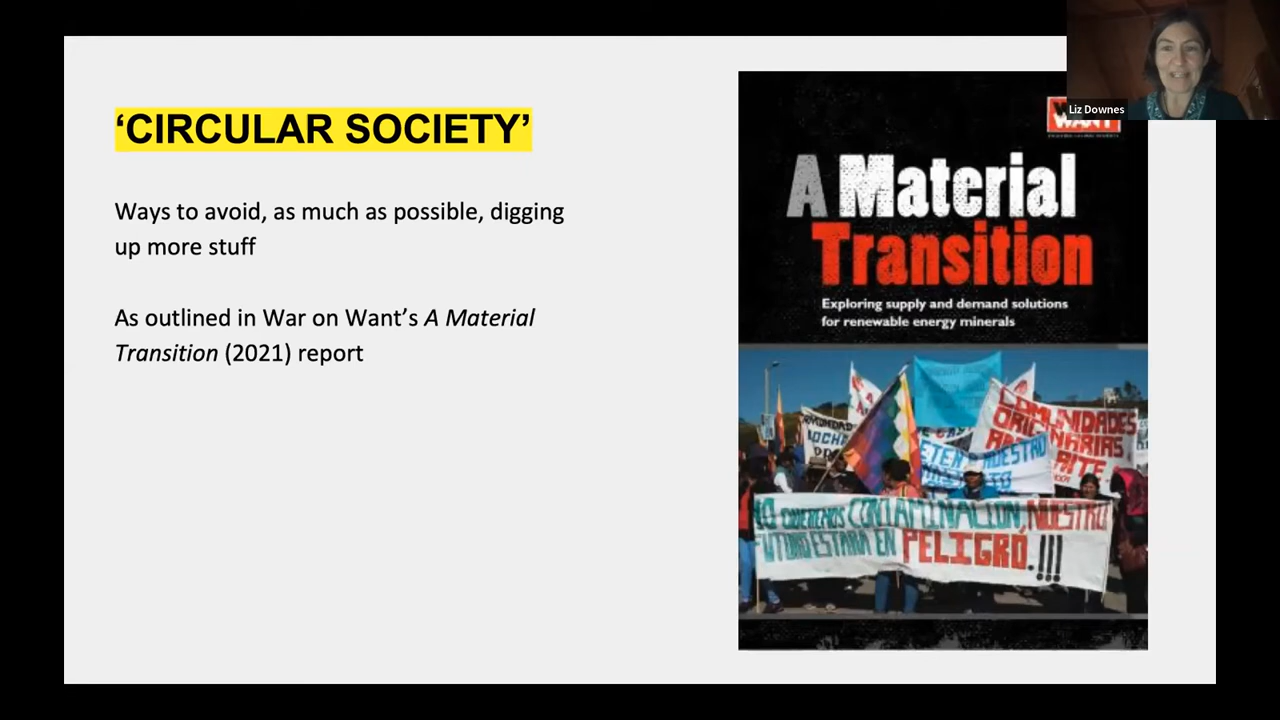 ‘CIRCULAR SOCIETY’
Ways to avoid, as much as possible, digging
up more stuff
As outlined in War on Want’s A Material
Transition (2021) report
Liz Downes
WANT
A Material
Transition
Exploring supply and demand solutions
for renewable energy minerals
COMUNIDADES
NUESTRO
NO QUEREMOS CONTAMINACION, NUESTRO
FUTURO ESTARA EN PELIGRO.!!!